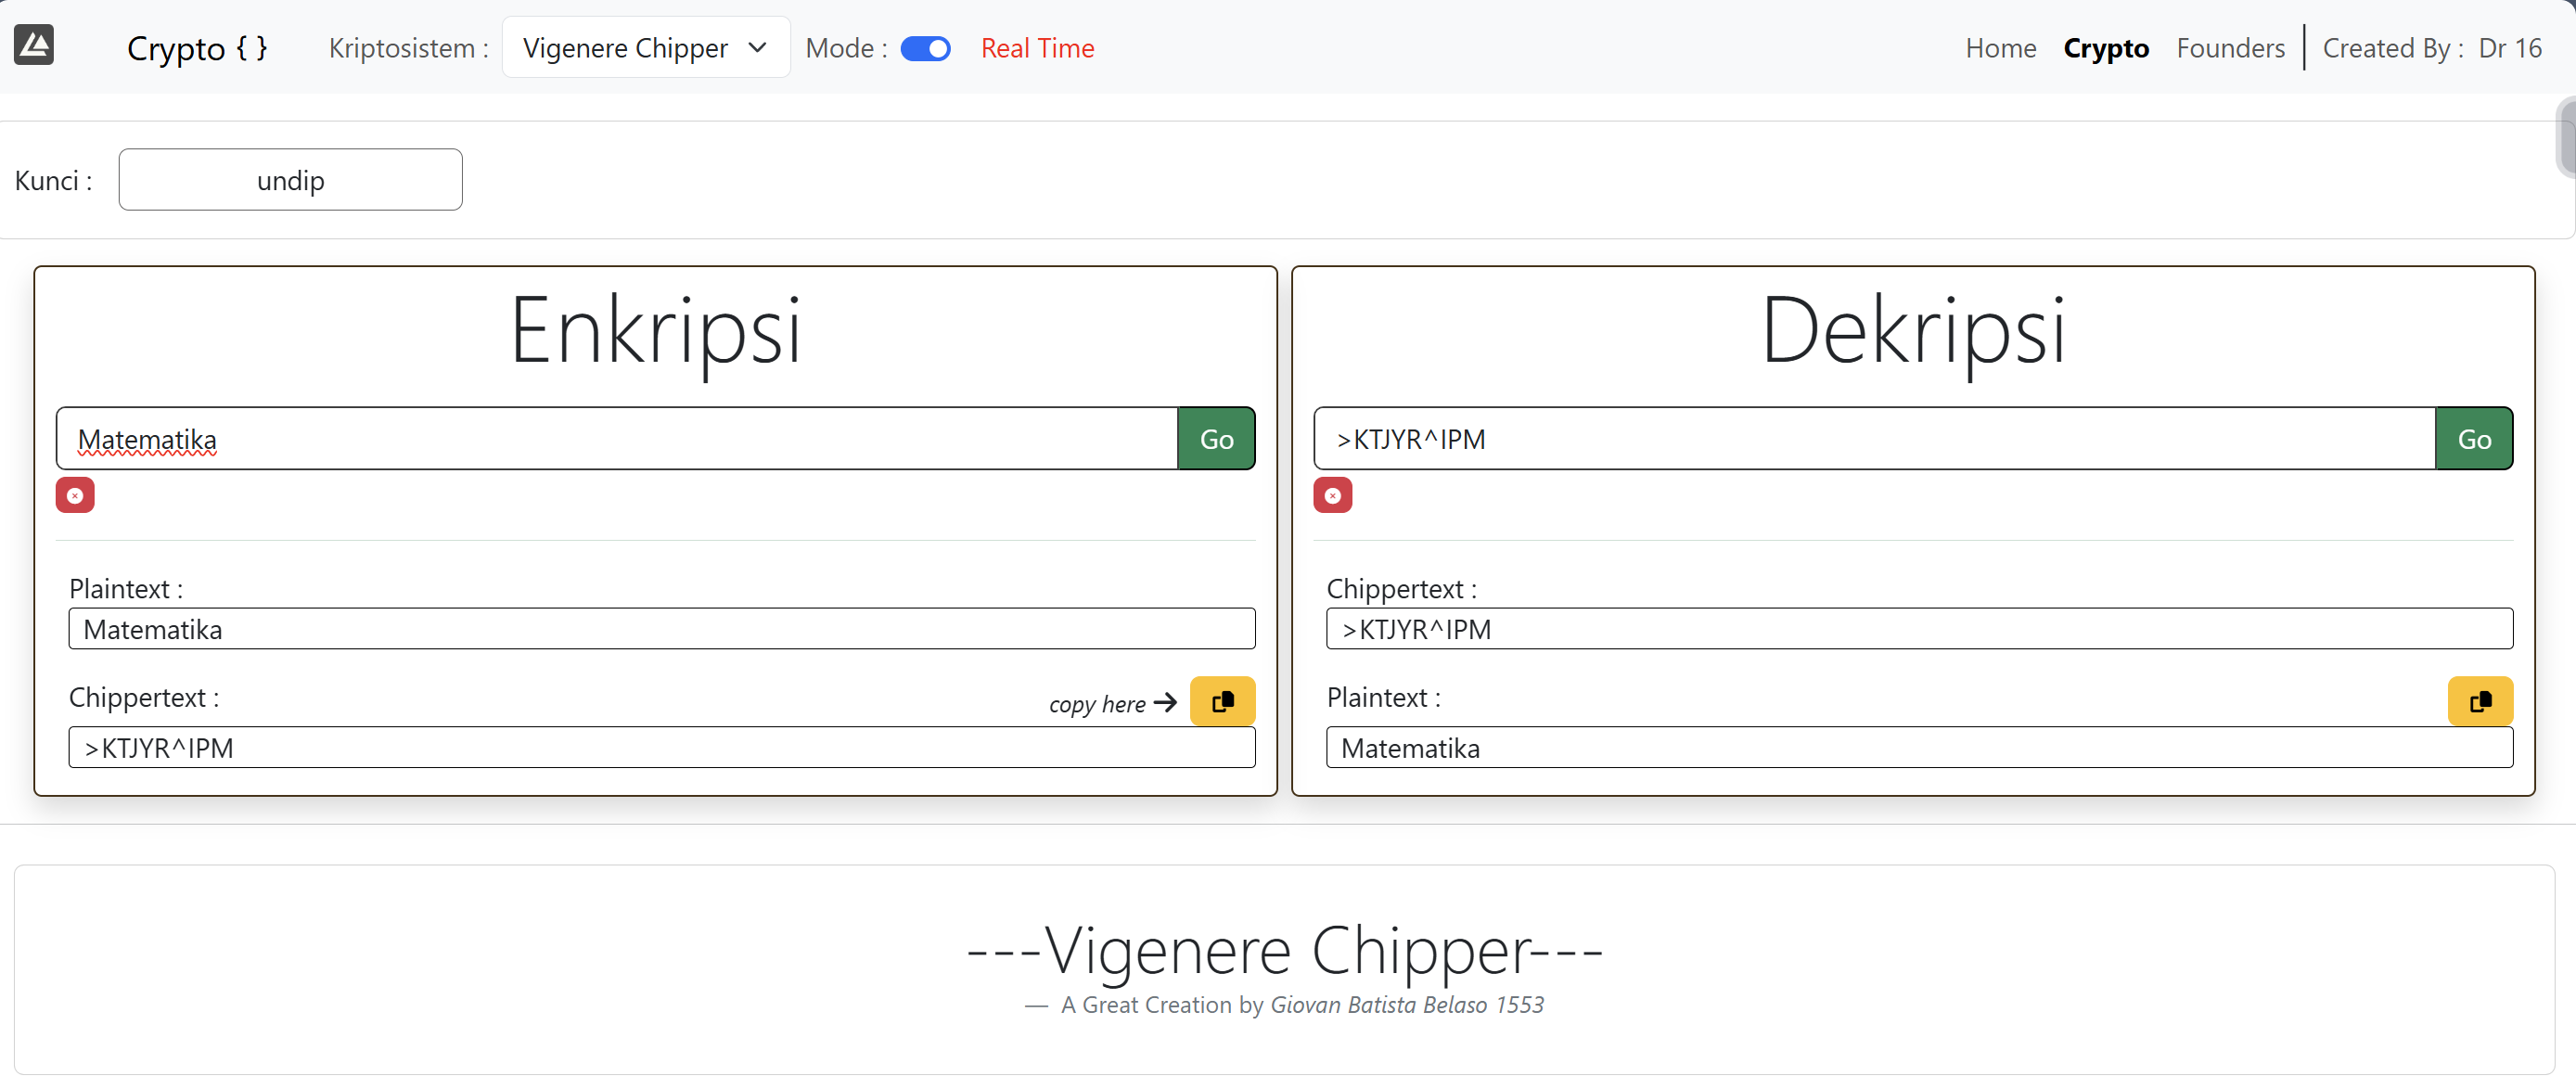 Crypto { } Kriptosistem : Vigenere Chipper Mode : Real Time Home Crypto Founders Created By : Dr 16
Kunci : undip
Enkripsi
Matematika Go
Plaintext :
Matematika
Chippertext : copy here →
>KTJYR^IPM
Dekripsi
>KTJYR^IPM Go
Chippertext :
>KTJYR^IPM
Plaintext :
Matematika
---Vigenere Chipper---
— A Great Creation by Giovan Batista Belaso 1553